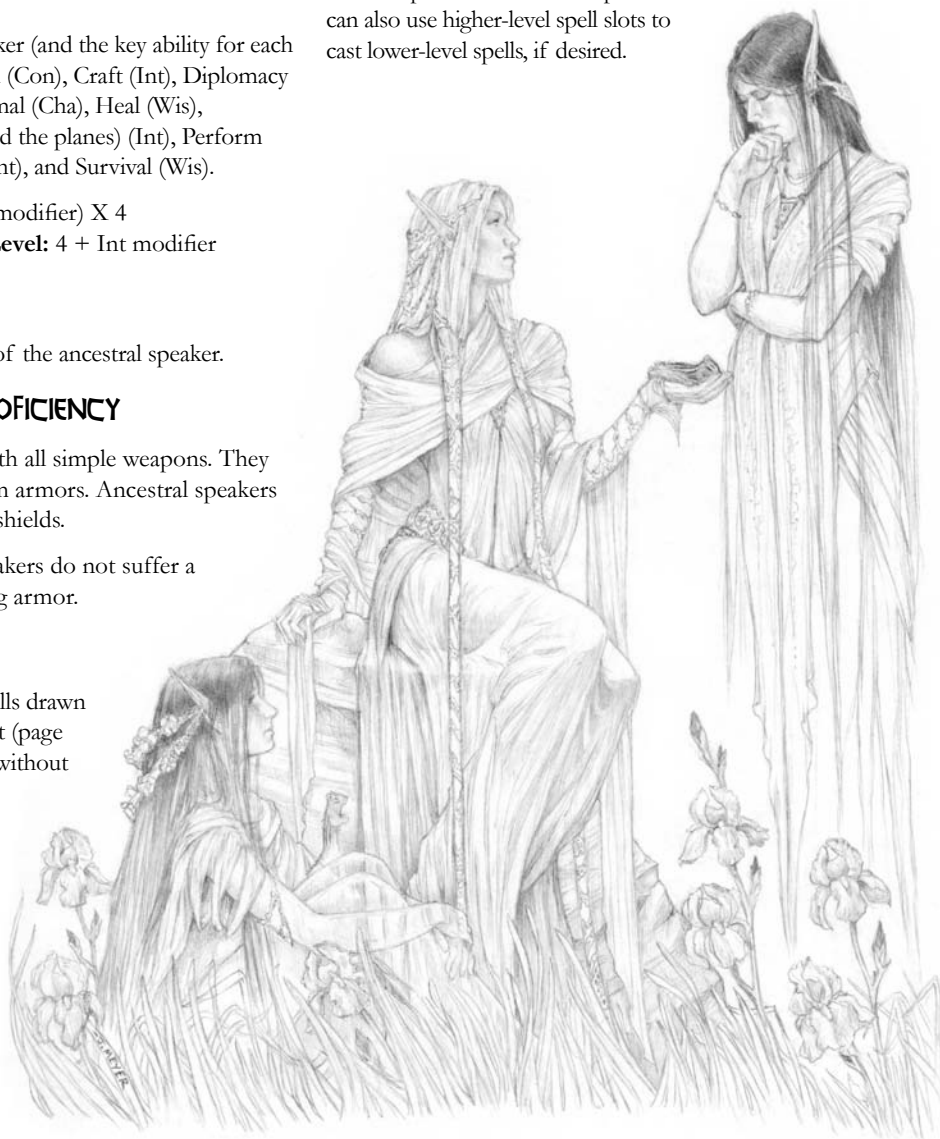 ker (and the key ability for each
(Con), Craft (Int), Diplomacy
nal (Cha), Heal (Wis),
d the planes) (Int), Perform
nt), and Survival (Wis).
modifier) X 4
Level: 4 + Int modifier
of the ancestral speaker.
OFICIENCY
th all simple weapons. They
m armors. Ancestral speakers
shields.
akers do not suffer a
g armor.
lls drawn
t (page
without
can also use higher-level spell slots to
cast lower-level spells, if desired.